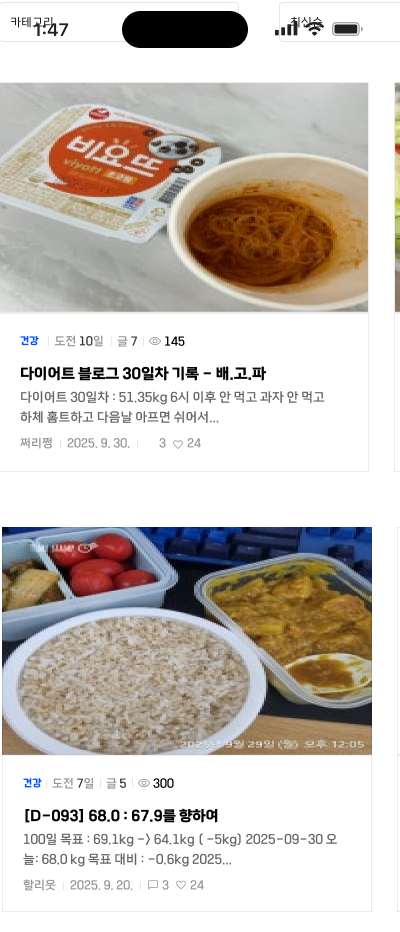 카테고리
최신순
1:47
비요뜨
viyott 초코링
건강 도전 10일 글 7 145
다이어트 블로그 30일차 기록 - 배.고.파
다이어트 30일차 : 51.35kg 6시 이후 안 먹고 과자 안 먹고
하체 홈트하고 다음날 아프면 쉬어서...
쩌리쩡 2025. 9. 30. 3 24
2025년 9월 29일 (월) 오후 12:05
건강 도전 7일 글 5 300
[D-093] 68.0 : 67.9를 향하여
100일 목표 : 69.1kg -> 64.1kg ( -5kg) 2025-09-30 오
늘: 68.0 kg 목표 대비 : -0.6kg 2025...
할리웃 2025. 9. 20. 3 24